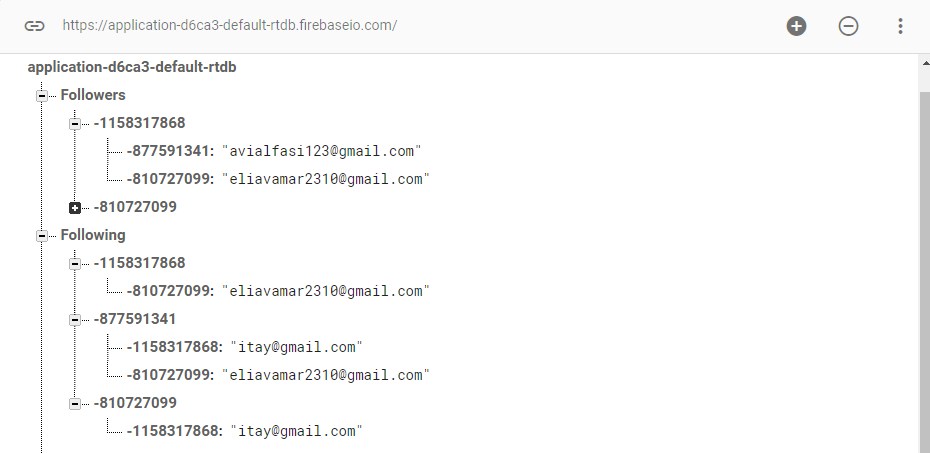 https://application-d6ca3-default-rtdb.firebaseio.com/
application-d6ca3-default-rtdb
Followers
-1158317868
-877591341: "avialfasi123@gmail.com"
-810727099: "eliavamar2310@gmail.com"
-810727099
Following
-1158317868
-810727099: "eliavamar2310@gmail.com"
-877591341
-1158317868: "itay@gmail.com"
-810727099: "eliavamar2310@gmail.com"
-810727099
-1158317868: "itay@gmail.com"